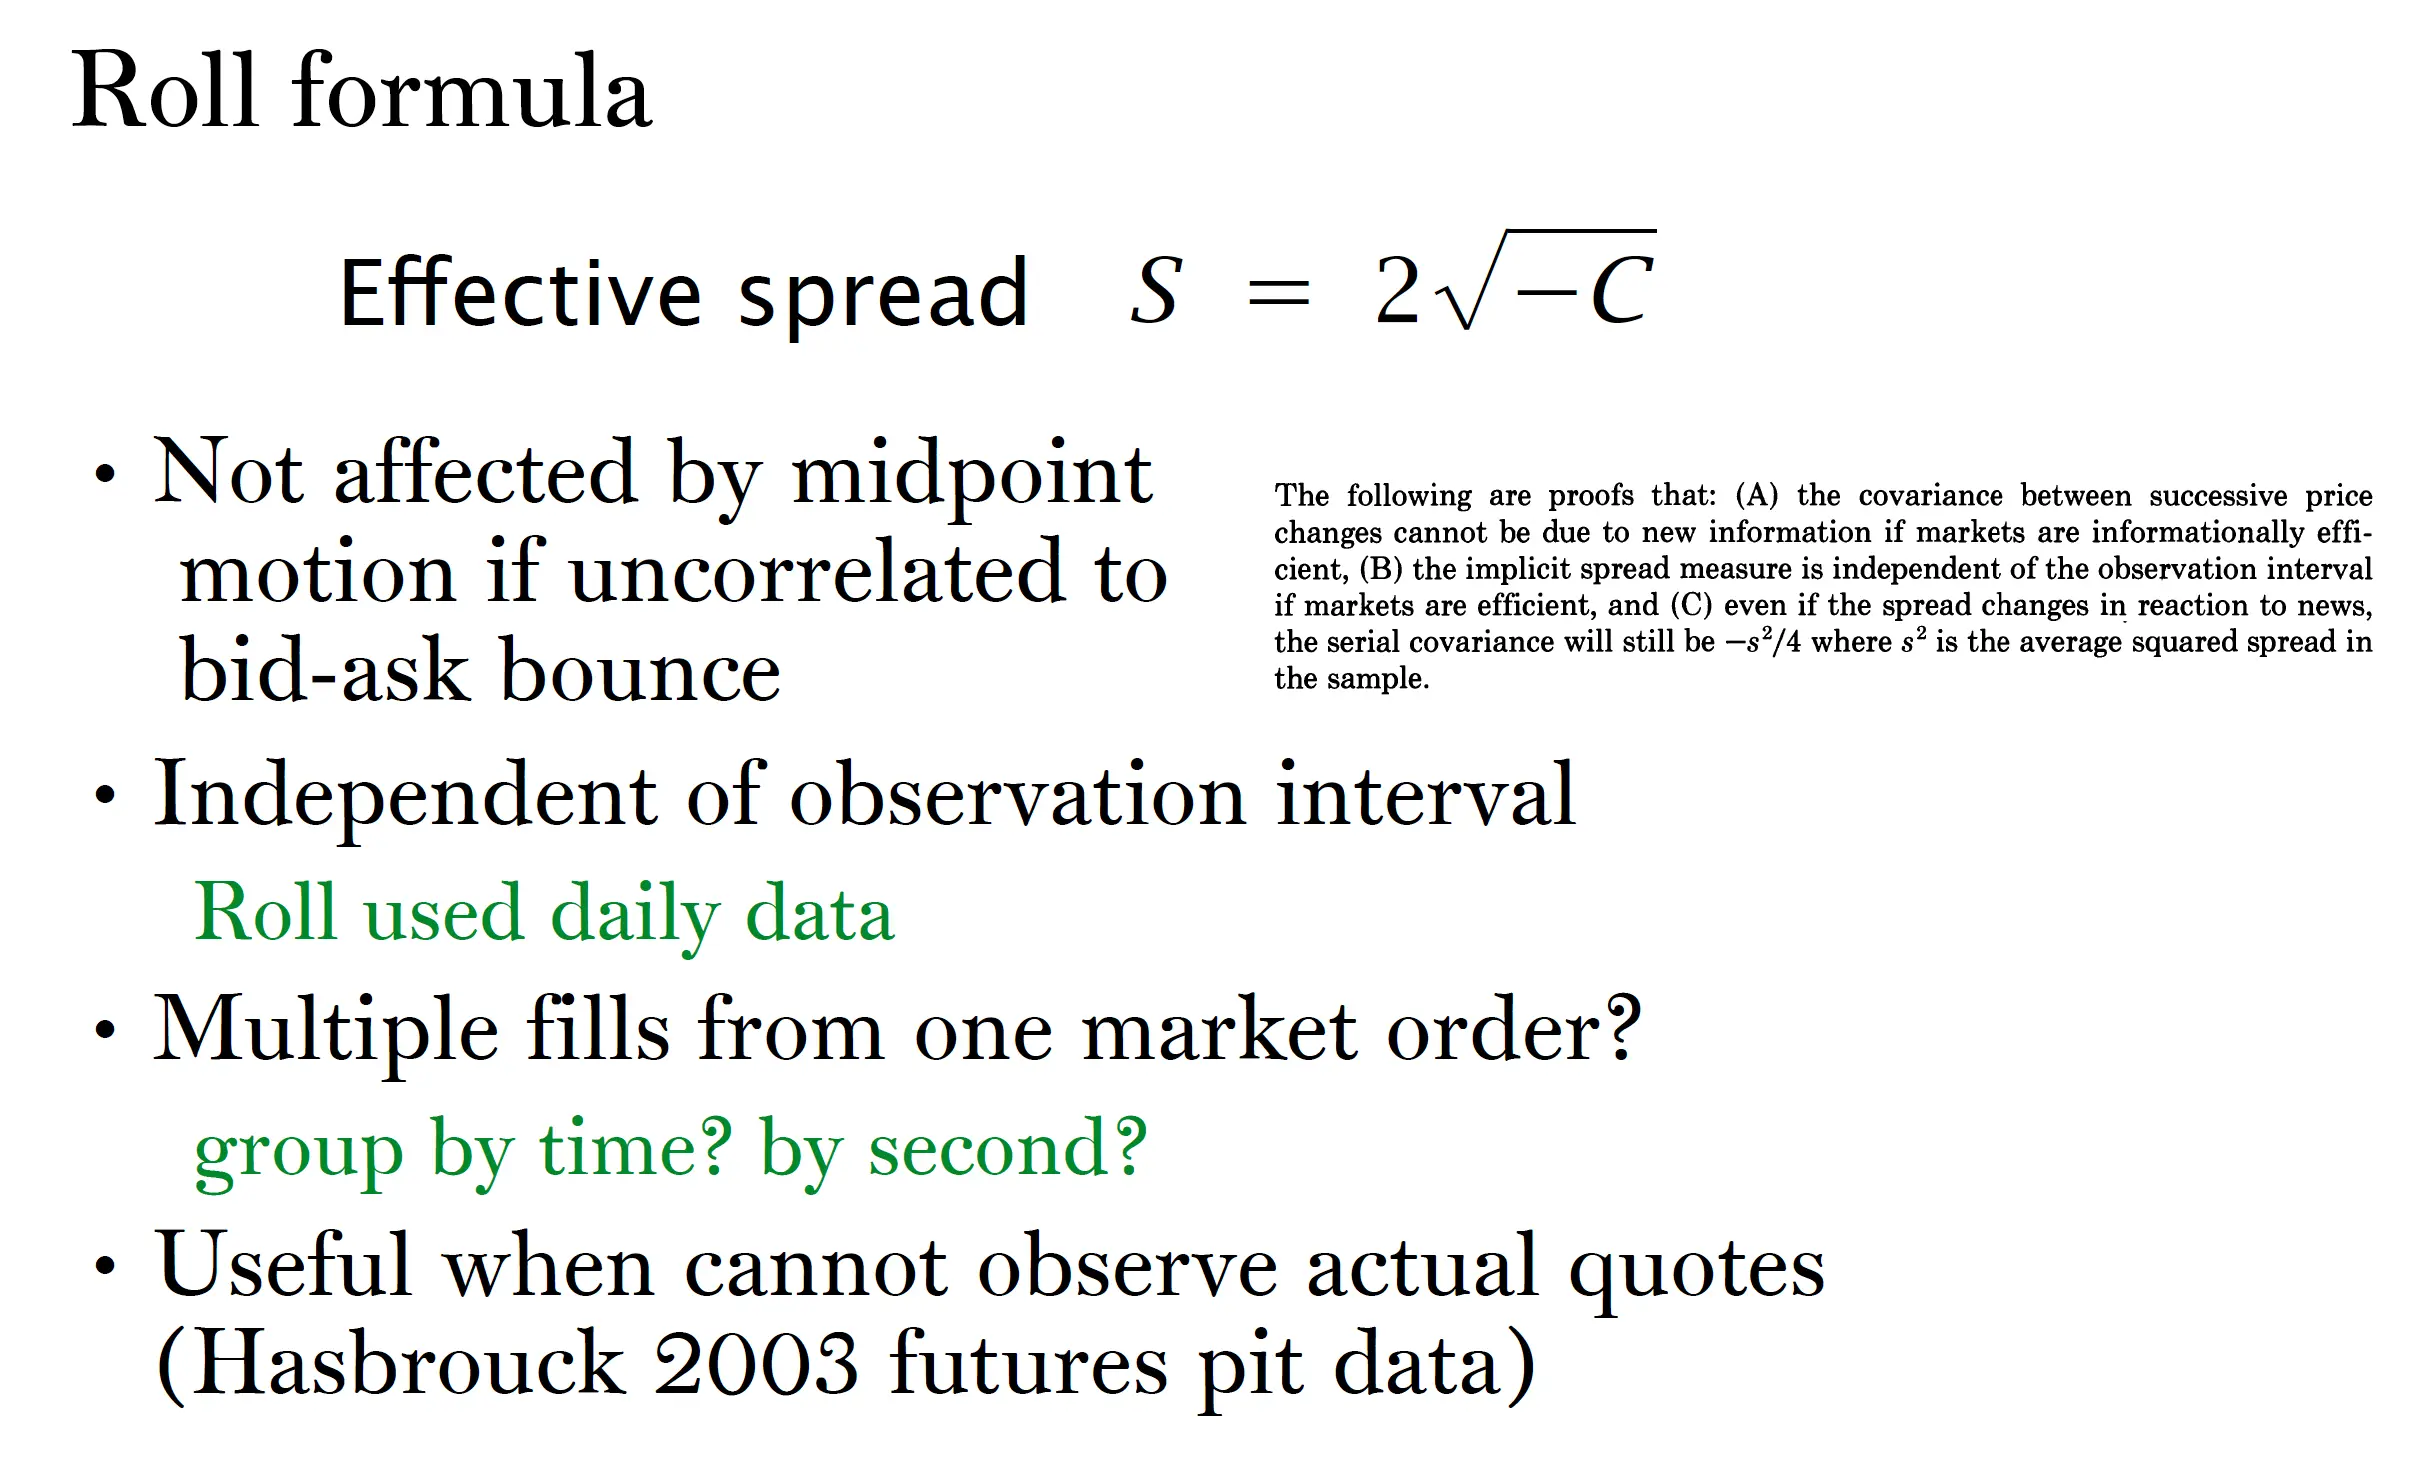 Roll formula
Effective spread S = 2√−C
• Not affected by midpoint
motion if uncorrelated to
bid-ask bounce
The following are proofs that: (A) the covariance between successive price
changes cannot be due to new information if markets are informationally effi-
cient, (B) the implicit spread measure is independent of the observation interval
if markets are efficient, and (C) even if the spread changes in reaction to news,
the serial covariance will still be −s²/4 where s² is the average squared spread in
the sample.
• Independent of observation interval
Roll used daily data
• Multiple fills from one market order?
group by time? by second?
• Useful when cannot observe actual quotes
(Hasbrouck 2003 futures pit data)